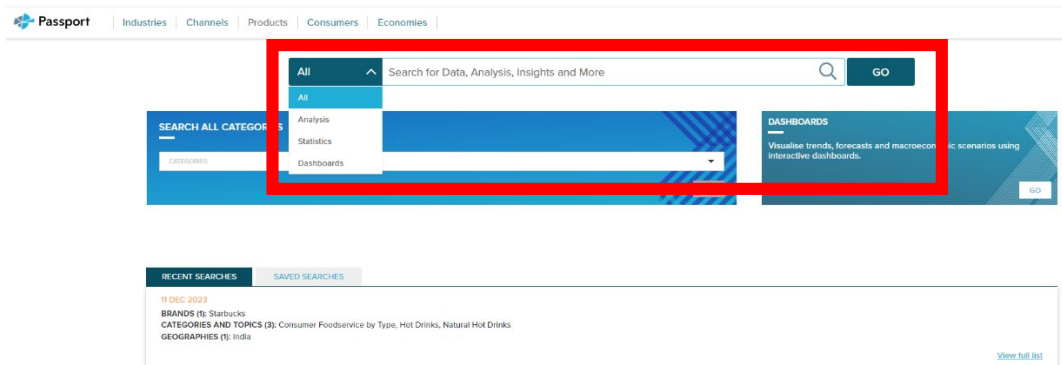 Passport
Industries
Channels
Products
Consumers
Economies
All
Search for Data, Analysis, Insights and More
GO
All
Analysis
Statistics
Dashboards
SEARCH ALL CATEGORIES
CATEGORIES
DASHBOARDS
Visualise trends, forecasts and macroeconomic scenarios using
interactive dashboards.
GO
RECENT SEARCHES
SAVED SEARCHES
11 DEC 2023
BRANDS (1): Starbucks
CATEGORIES AND TOPICS (3): Consumer Foodservice by Type, Hot Drinks, Natural Hot Drinks
GEOGRAPHIES (1): India
View full list